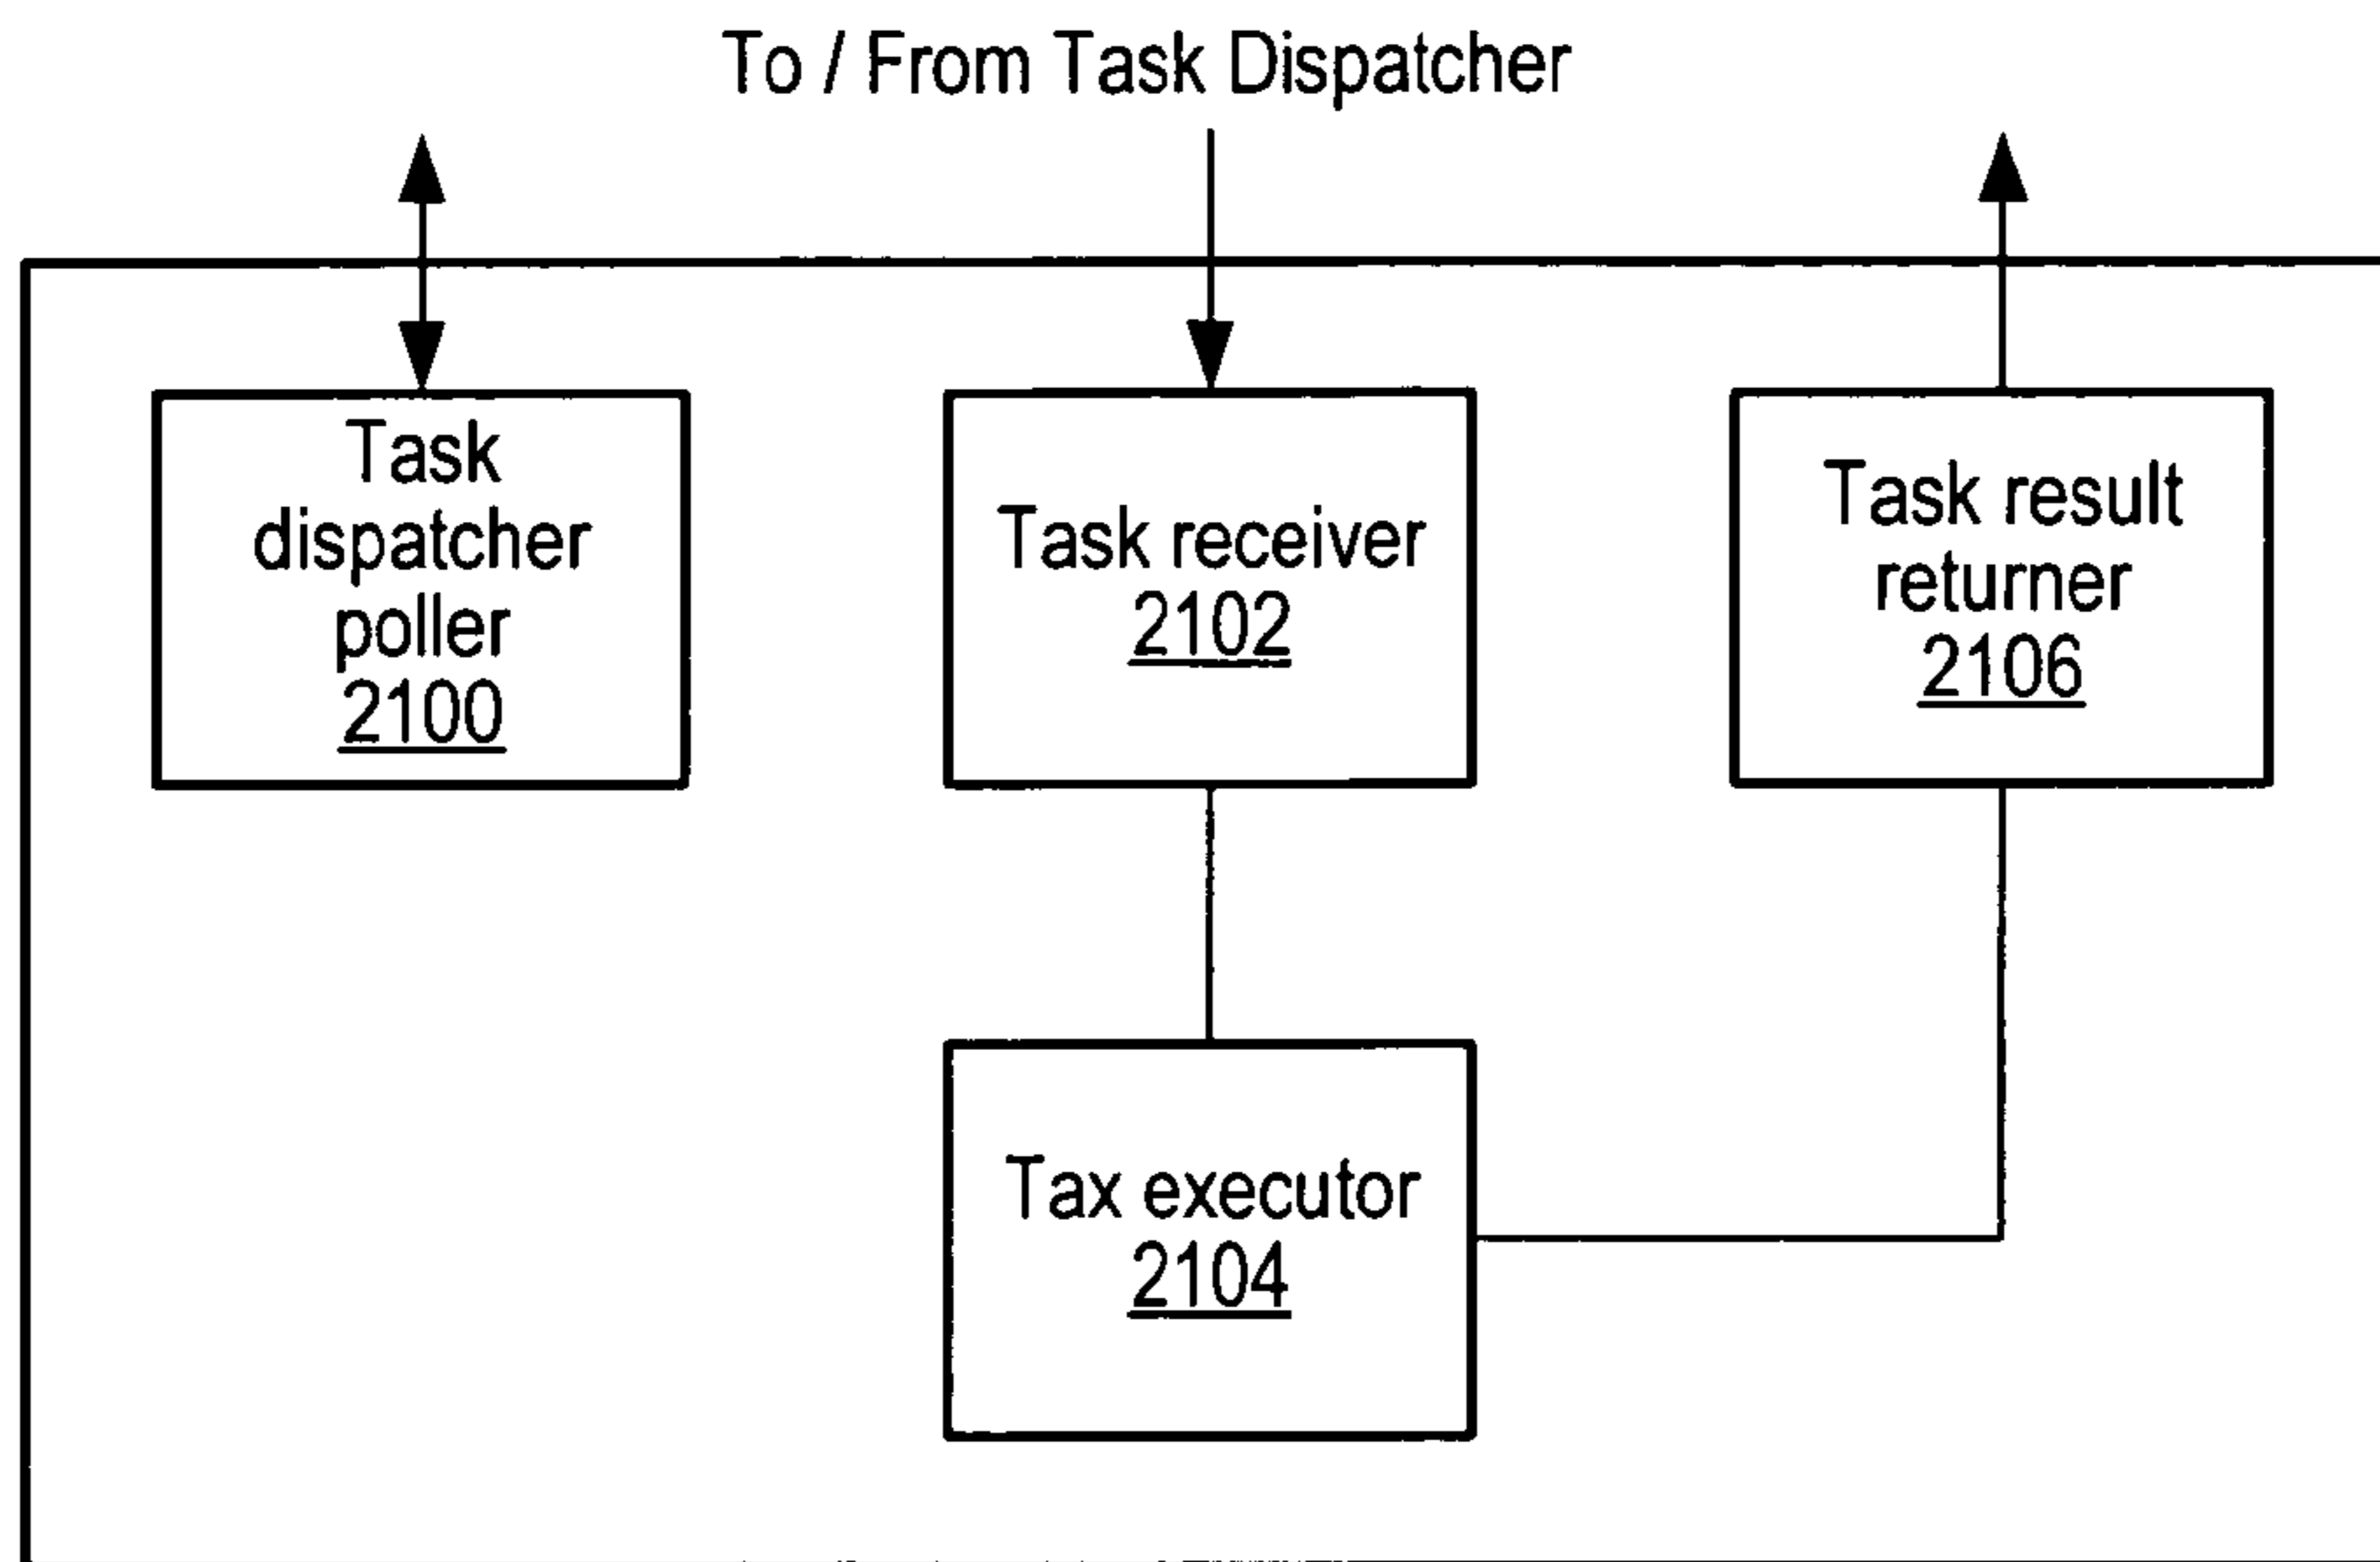 To / From Task Dispatcher
Task
dispatcher
poller
2100
Task receiver
2102
Task result
returner
2106
Tax executor
2104